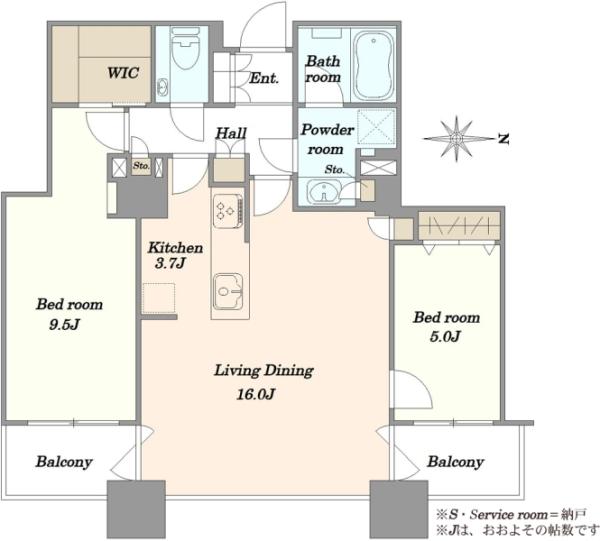 WIC
Ent.
Bath
room
Hall
Powder
room
Sto.
Sto.
N
Kitchen
3.7J
Bed room
9.5J
Bed room
5.0J
Living Dining
16.0J
Balcony
Balcony
※S・Service room＝納戸
※Jは、おおよその帖数です